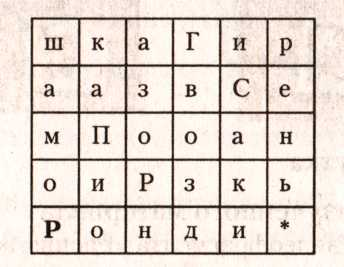 ш к а Г и р
а а з в С е
м П о о а н
о и Р з к ь
Р о н д и *